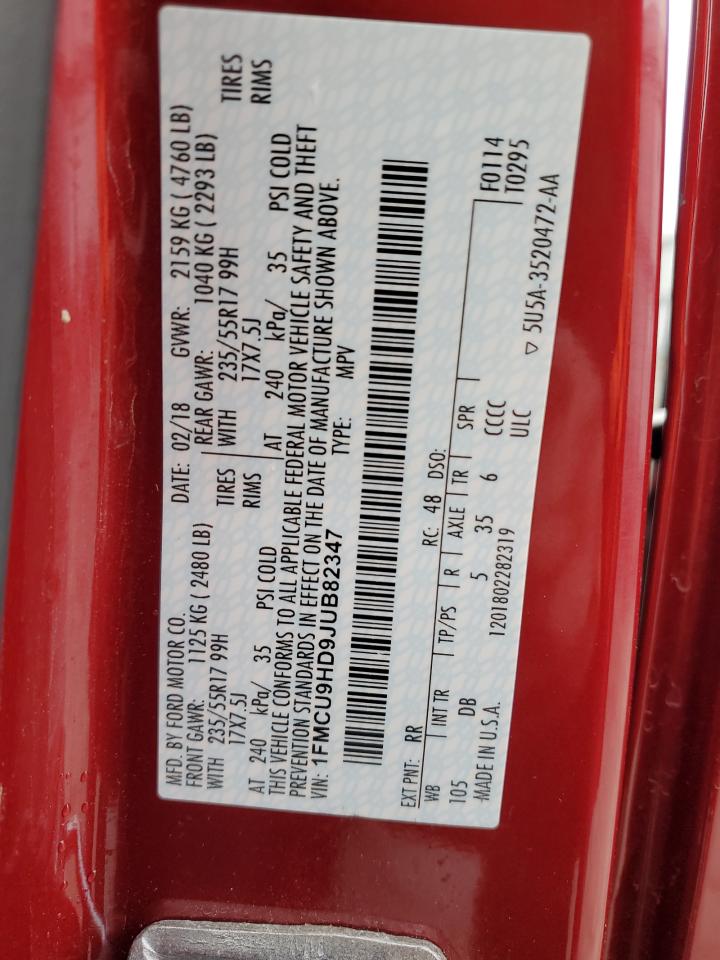 MFD. BY FORD MOTOR CO. DATE: 02/18 GVWR: 2159 KG ( 4760 LB)
FRONT GAWR: 1125 KG ( 2480 LB) REAR GAWR: 1040 KG ( 2293 LB)
WITH 235/55R17 99H TIRES WITH 235/55R17 99H TIRES
17X7.5J RIMS 17X7.5J RIMS
AT 240 kPa/ 35 PSI COLD AT 240 kPa/ 35 PSI COLD
THIS VEHICLE CONFORMS TO ALL APPLICABLE FEDERAL MOTOR VEHICLE SAFETY AND THEFT
PREVENTION STANDARDS IN EFFECT ON THE DATE OF MANUFACTURE SHOWN ABOVE.
VIN: 1FMCU9HD9JUB82347 TYPE: MPV
EXT PNT: RR RC: 48 DSO:
WB INT TR TP/PS R AXLE TR SPR F0114
105 DB 5 35 6 CCCC T0295
MADE IN U.S.A. 1201802282319 ULC
▽ 5U5A-3520472-AA